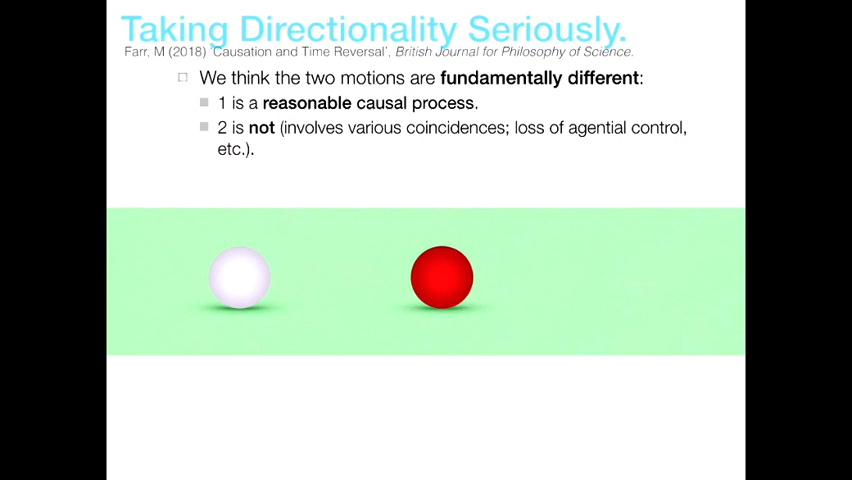 Taking Directionality Seriously.
Farr, M (2018) 'Causation and Time Reversal', British Journal for Philosophy of Science.
We think the two motions are fundamentally different:
1 is a reasonable causal process.
2 is not (involves various coincidences; loss of agential control,
etc.).